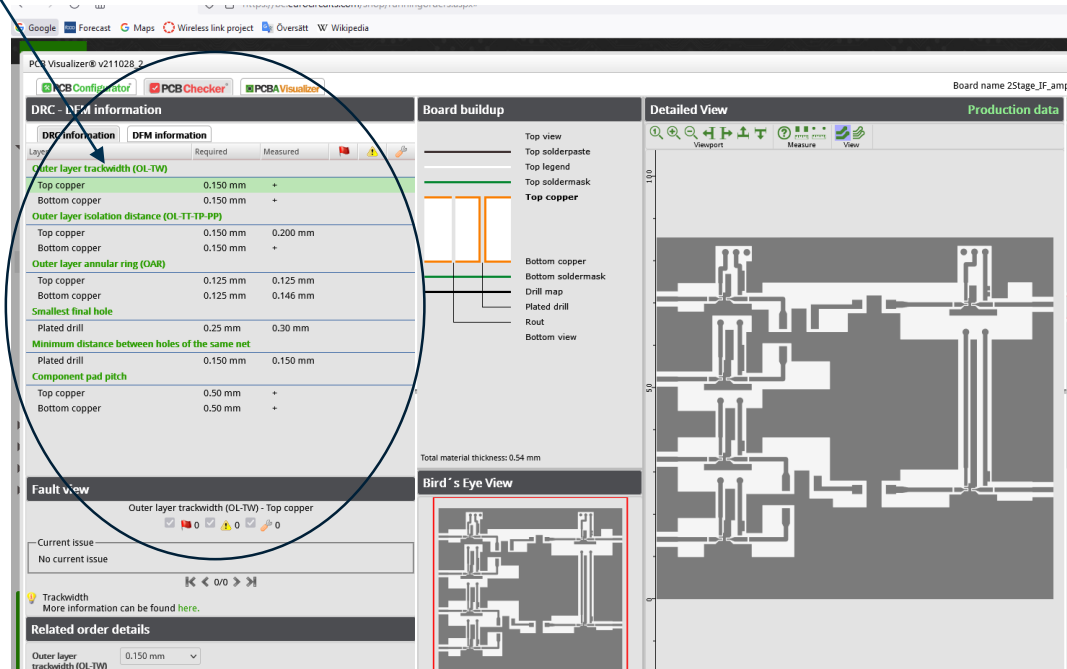 Google Forecast Maps Wireless link project Översätt Wikipedia
PCB Visualizer® v211028_2
PCB Configurator PCB Checker PCBA Visualizer
Board name 2Stage_IF_amp
DRC - DFM information
DRC information DFM information
Layer Required Measured
Outer layer trackwidth (OL-TW)
Top copper 0.150 mm +
Bottom copper 0.150 mm +
Outer layer isolation distance (OL-TT-TP-PP)
Top copper 0.150 mm 0.200 mm
Bottom copper 0.150 mm +
Outer layer annular ring (OAR)
Top copper 0.125 mm 0.125 mm
Bottom copper 0.125 mm 0.146 mm
Smallest final hole
Plated drill 0.25 mm 0.30 mm
Minimum distance between holes of the same net
Plated drill 0.150 mm 0.150 mm
Component pad pitch
Top copper 0.50 mm +
Bottom copper 0.50 mm +
Fault view
Outer layer trackwidth (OL-TW) - Top copper
0 0 0
Current issue
No current issue
0/0
Trackwidth
More information can be found here.
Related order details
Outer layer
trackwidth (OL-TW)
0.150 mm
Board buildup
Top view
Top solderpaste
Top legend
Top soldermask
Top copper
Bottom copper
Bottom soldermask
Drill map
Plated drill
Rout
Bottom view
Total material thickness: 0.54 mm
Bird´s Eye View
Detailed View Production data
Viewport Measure View
100
50
0